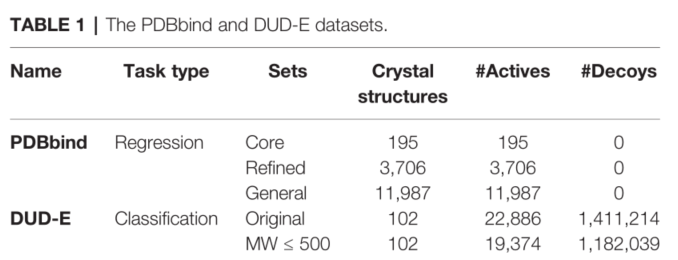 TABLE 1 | The PDBbind and DUD-E datasets.
Name Task type Sets Crystal structures #Actives #Decoys
PDBbind Regression Core 195 195 0
Refined 3,706 3,706 0
General 11,987 11,987 0
DUD-E Classification Original 102 22,886 1,411,214
MW ≤ 500 102 19,374 1,182,039